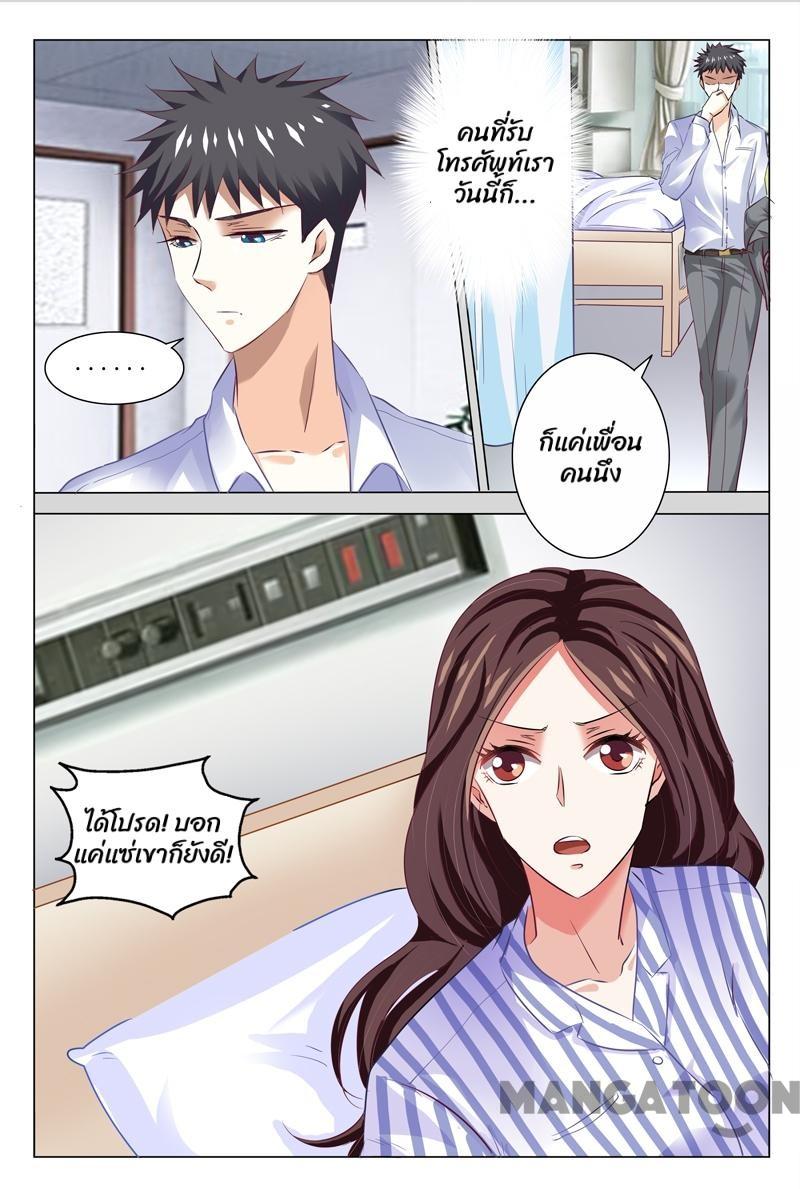 คนที่รับ
โทรศัพท์เรา
วันนี้ก็...
......
ก็แค่เพื่อน
คนนึง
ได้โปรด! บอก
แค่แซ่เขาก็ยังดี!
MANGATOON